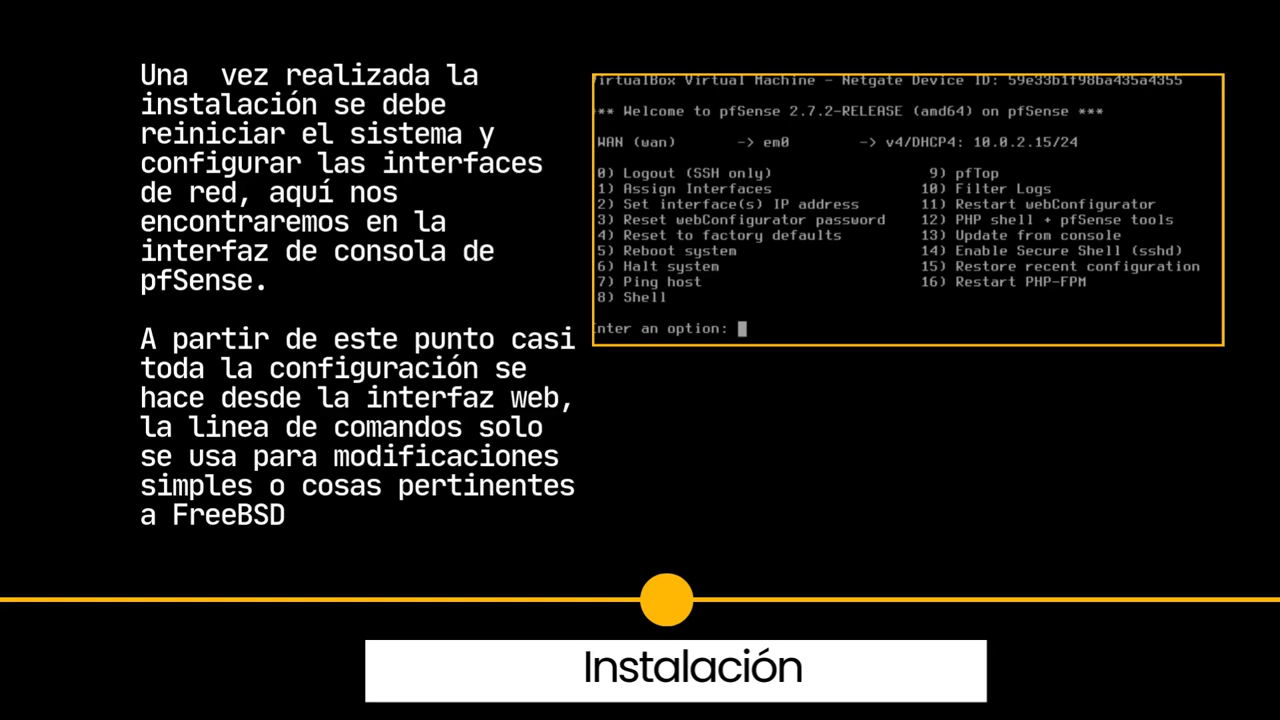 Una  vez realizada la
instalación se debe
reiniciar el sistema y
configurar las interfaces
de red, aquí nos
encontraremos en la
interfaz de consola de
pfSense.
A partir de este punto casi
toda la configuración se
hace desde la interfaz web,
la linea de comandos solo
se usa para modificaciones
simples o cosas pertinentes
a FreeBSD
irtualBox Virtual Machine - Netgate Device ID: 59e33b1f98ba435a4355
** Welcome to pfSense 2.7.2-RELEASE (amd64) on pfSense ***
WAN (wan)       -> em0        -> v4/DHCP4: 10.0.2.15/24
0) Logout (SSH only)                  9) pfTop
1) Assign Interfaces                 10) Filter Logs
2) Set interface(s) IP address       11) Restart webConfigurator
3) Reset webConfigurator password    12) PHP shell + pfSense tools
4) Reset to factory defaults         13) Update from console
5) Reboot system                     14) Enable Secure Shell (sshd)
6) Halt system                       15) Restore recent configuration
7) Ping host                         16) Restart PHP-FPM
8) Shell
nter an option:
Instalación